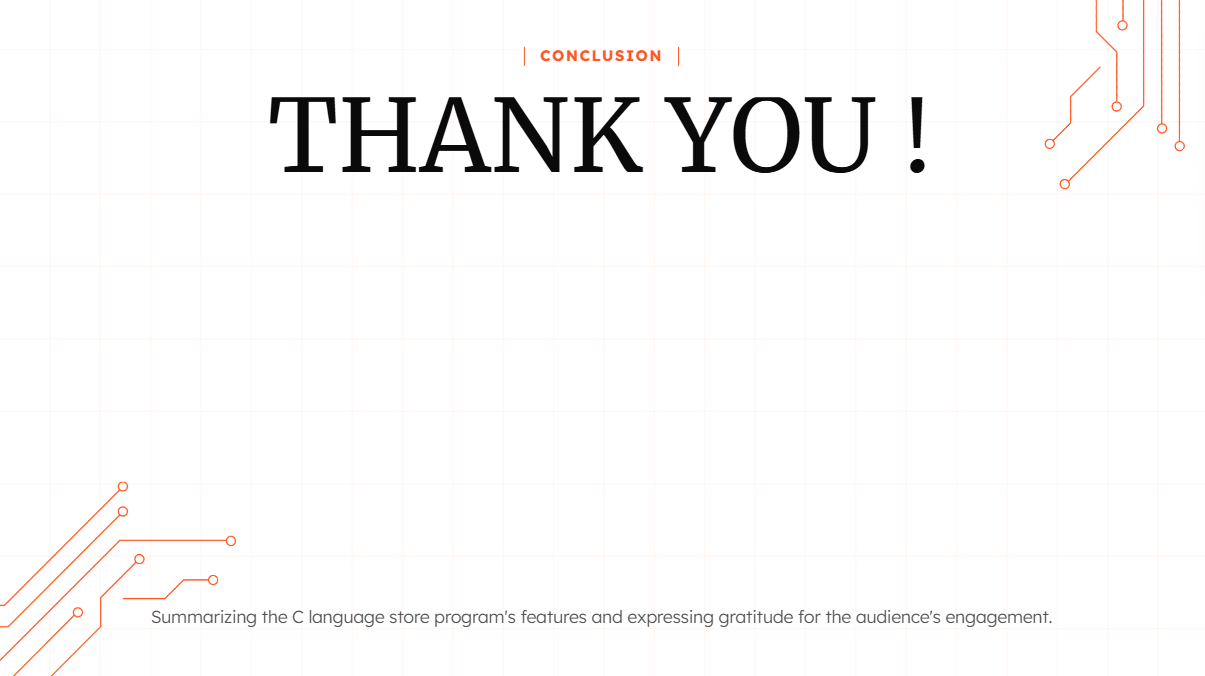 CONCLUSION
THANK YOU !
Summarizing the C language store program's features and expressing gratitude for the audience's engagement.